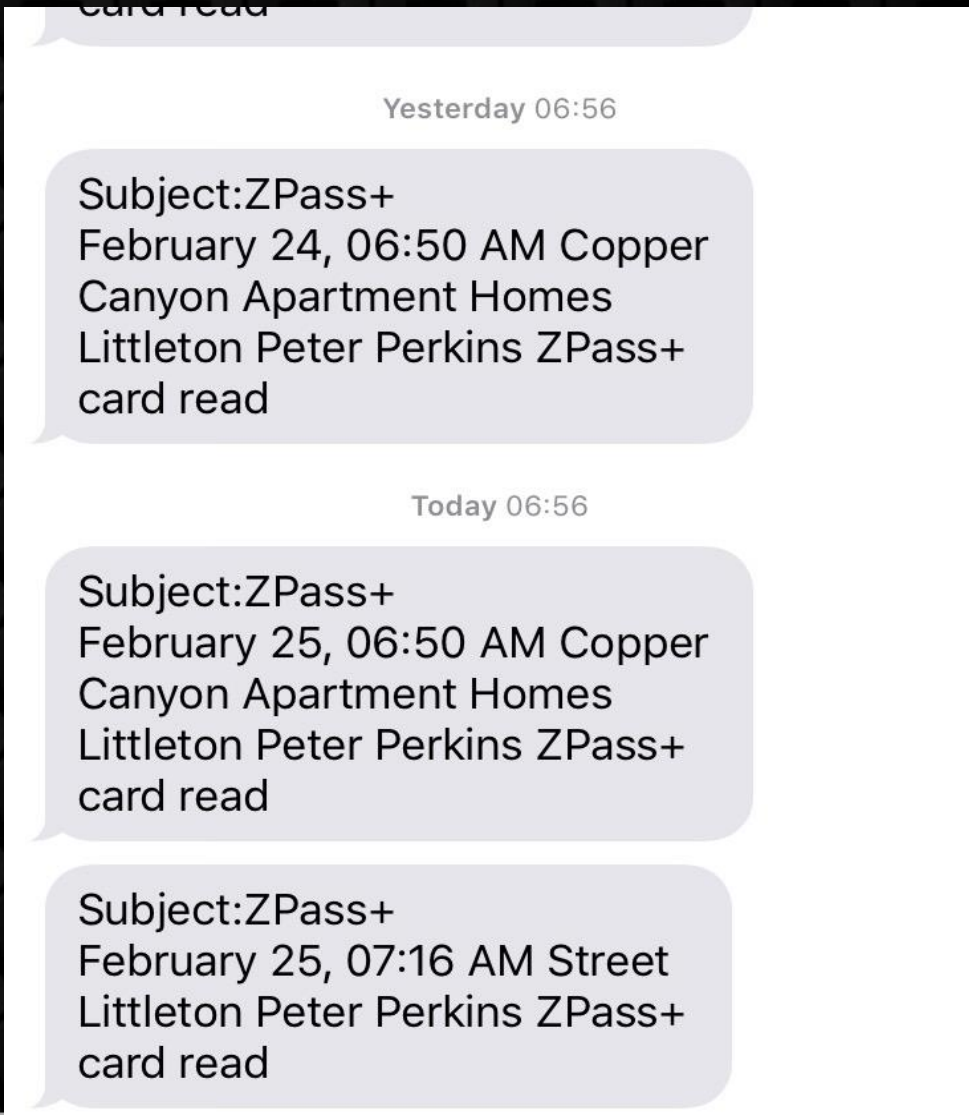 card read
Yesterday 06:56
Subject:ZPass+
February 24, 06:50 AM Copper
Canyon Apartment Homes
Littleton Peter Perkins ZPass+
card read
Today 06:56
Subject:ZPass+
February 25, 06:50 AM Copper
Canyon Apartment Homes
Littleton Peter Perkins ZPass+
card read
Subject:ZPass+
February 25, 07:16 AM Street
Littleton Peter Perkins ZPass+
card read